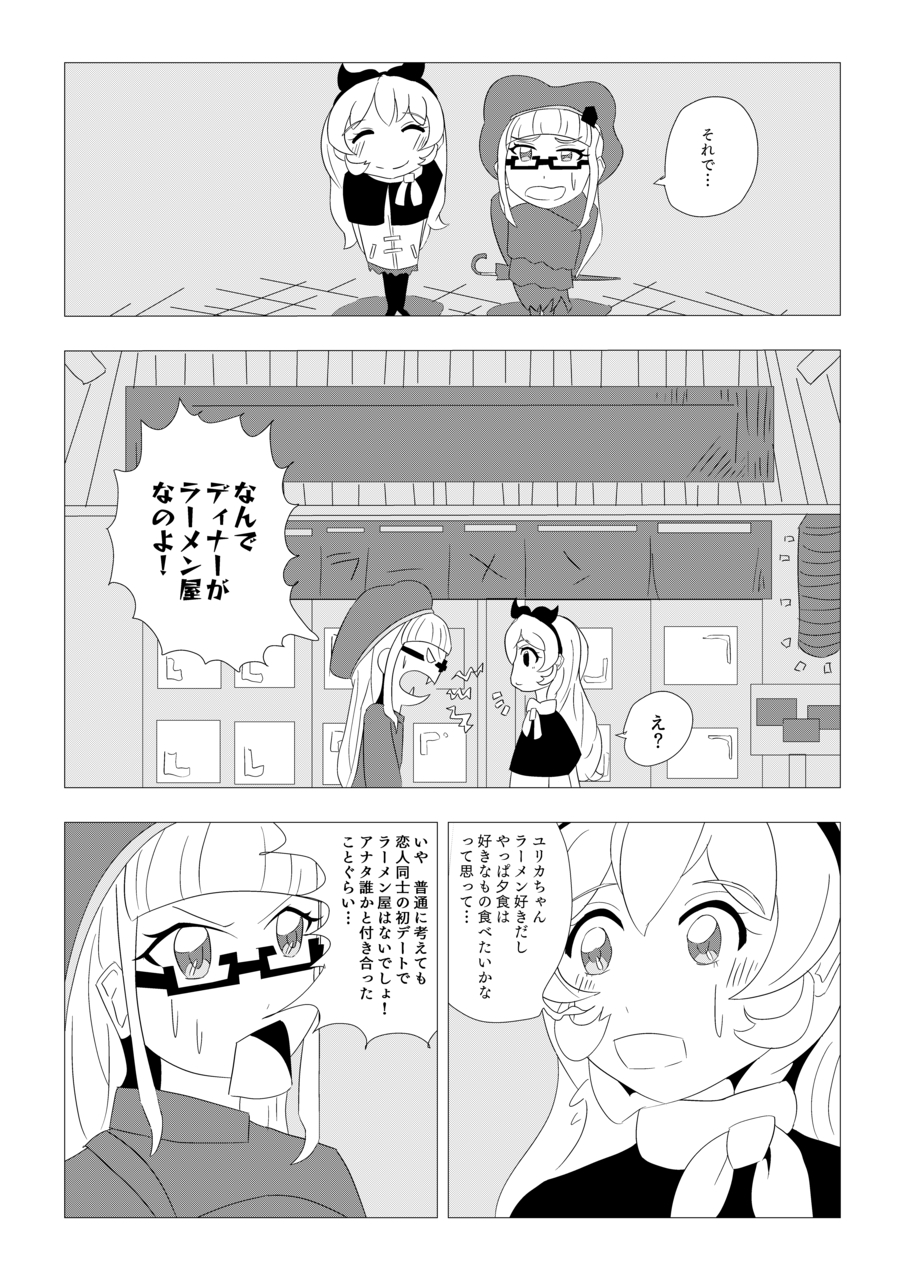 それで…
なんで
ディナーが
ラーメン屋
なのよ！
ラーメン
え？
ユリカちゃん
ラーメン好きだし
やっぱ夕食は
好きなもの食べたいかな
って思って…
いや　普通に考えても
恋人同士の初デートで
ラーメン屋はないでしょ！
アナタ誰かと付き合った
ことぐらい…